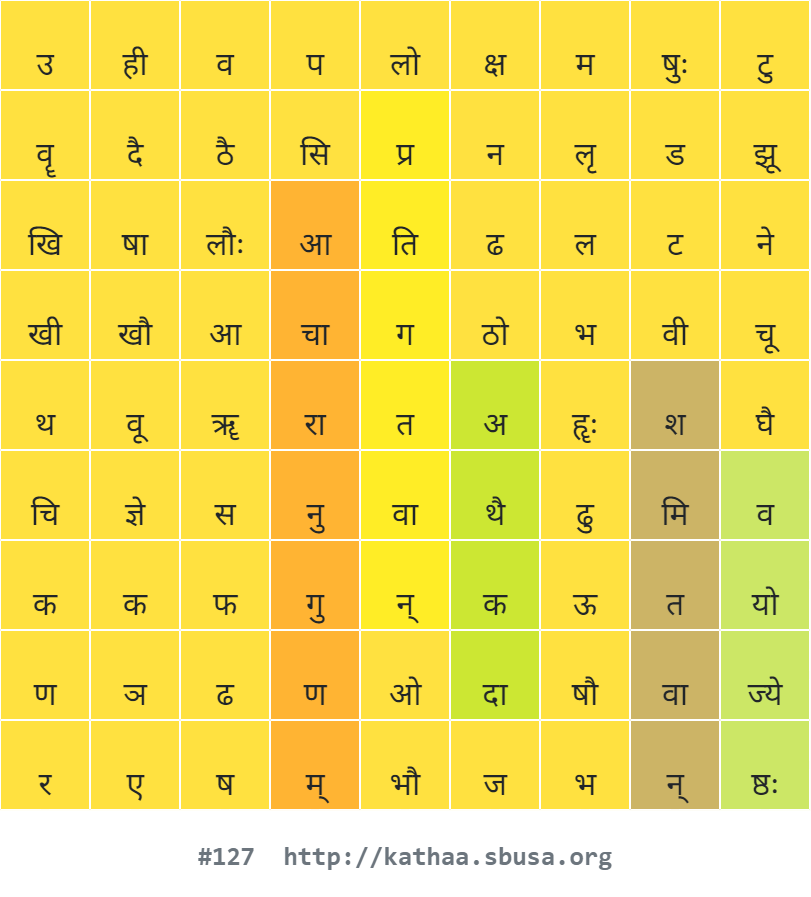 उ ही व प लो क्ष म षुः टु
वॄ दै ठै सि प्र न लृ ड झू
खि षा लौः आ ति ढ ल ट ने
खी खौ आ चा ग ठो भ वी चू
थ वू ॠ रा त अ हृः श घै
चि ज्ञे स नु वा थै ढु मि व
क क फ गु न् क ऊ त यो
ण ञ ढ ण ओ दा षौ वा ज्ये
र ए ष म् भौ ज भ न् ष्ठः
#127 http://kathaa.sbusa.org